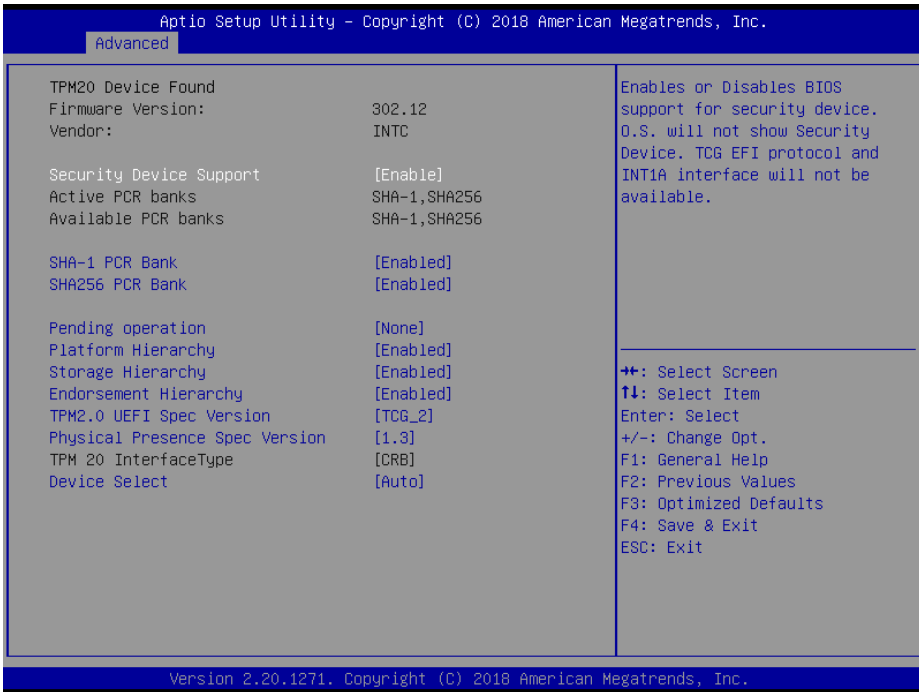 Aptio Setup Utility – Copyright (C) 2018 American Megatrends, Inc.
Advanced
TPM20 Device Found
Firmware Version: 302.12
Vendor: INTC
Security Device Support [Enable]
Active PCR banks SHA-1,SHA256
Available PCR banks SHA-1,SHA256
SHA-1 PCR Bank [Enabled]
SHA256 PCR Bank [Enabled]
Pending operation [None]
Platform Hierarchy [Enabled]
Storage Hierarchy [Enabled]
Endorsement Hierarchy [Enabled]
TPM2.0 UEFI Spec Version [TCG_2]
Physical Presence Spec Version [1.3]
TPM 20 InterfaceType [CRB]
Device Select [Auto]
Enables or Disables BIOS
support for security device.
O.S. will not show Security
Device. TCG EFI protocol and
INT1A interface will not be
available.
→←: Select Screen
↑↓: Select Item
Enter: Select
+/-: Change Opt.
F1: General Help
F2: Previous Values
F3: Optimized Defaults
F4: Save & Exit
ESC: Exit
Version 2.20.1271. Copyright (C) 2018 American Megatrends, Inc.